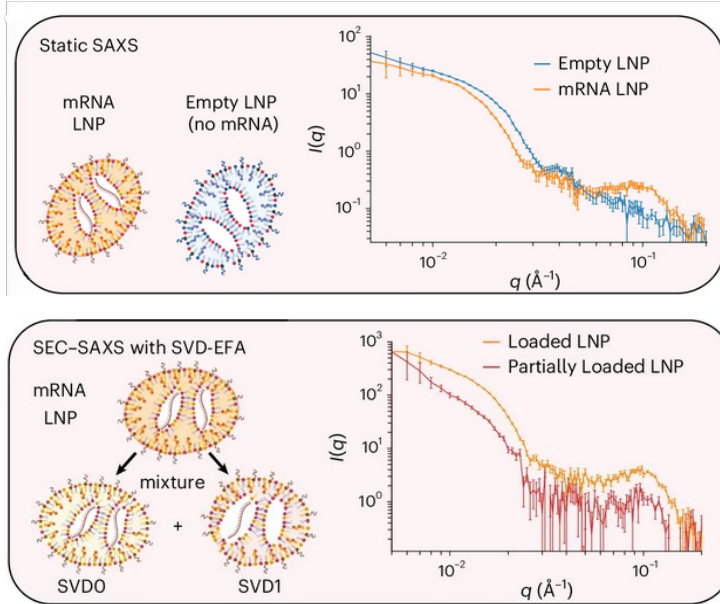 Static SAXS
mRNA
LNP
Empty LNP
(no mRNA)
I(q)
10²
10¹
10⁰
10⁻¹
Empty LNP
mRNA LNP
10⁻²
10⁻¹
q (Å⁻¹)
SEC–SAXS with SVD-EFA
mRNA
LNP
mixture
+
SVD0
SVD1
I(q)
10³
10²
10¹
10⁰
Loaded LNP
Partially Loaded LNP
10⁻²
10⁻¹
q (Å⁻¹)